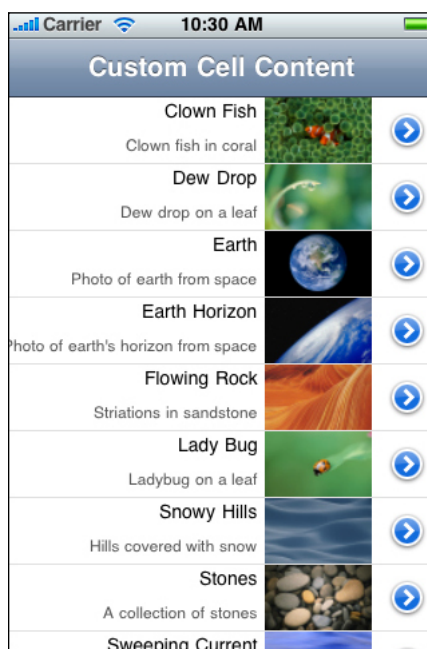 Carrier 10:30 AM
Custom Cell Content
Clown Fish
Clown fish in coral
Dew Drop
Dew drop on a leaf
Earth
Photo of earth from space
Earth Horizon
Photo of earth's horizon from space
Flowing Rock
Striations in sandstone
Lady Bug
Ladybug on a leaf
Snowy Hills
Hills covered with snow
Stones
A collection of stones
Sweeping Current